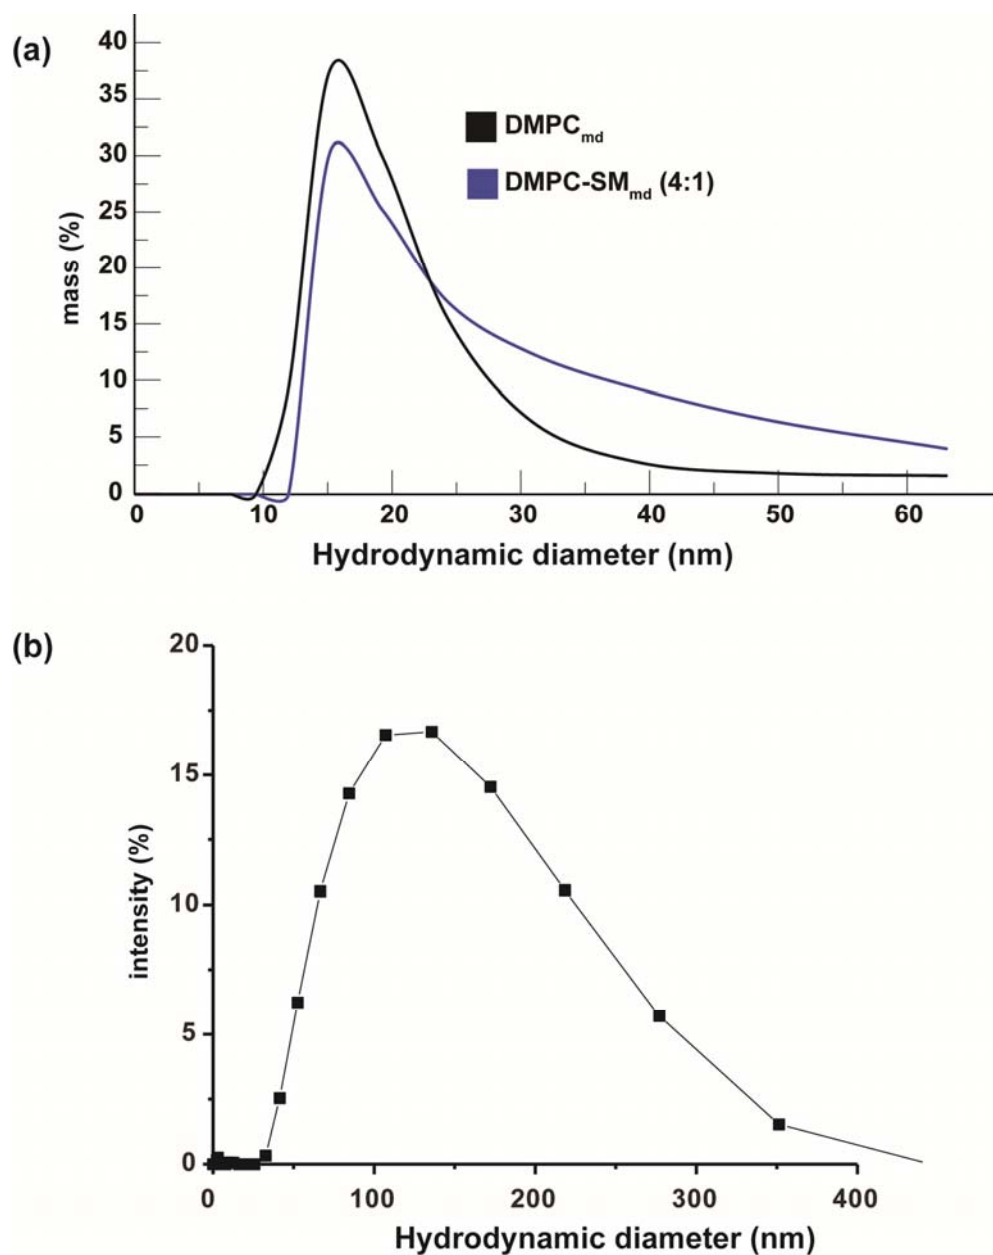 (a)
40
35
30
25
20
15
10
5
0
mass (%)
DMPCmd
DMPC-SMmd (4:1)
0 10 20 30 40 50 60
Hydrodynamic diameter (nm)
(b)
20
15
10
5
0
intensity (%)
0 100 200 300 400
Hydrodynamic diameter (nm)